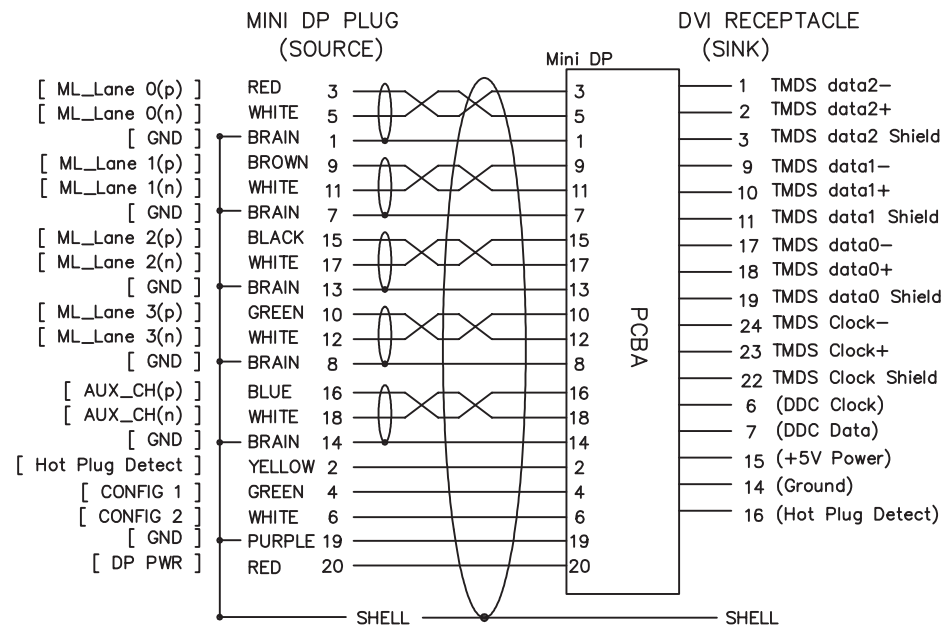 MINI DP PLUG DVI RECEPTACLE
(SOURCE) (SINK)
Mini DP
[ ML_Lane 0(p) ] RED 3 3 1 TMDS data2-
[ ML_Lane 0(n) ] WHITE 5 5 2 TMDS data2+
[ GND ] BRAIN 1 1 3 TMDS data2 Shield
[ ML_Lane 1(p) ] BROWN 9 9 9 TMDS data1-
[ ML_Lane 1(n) ] WHITE 11 11 10 TMDS data1+
[ GND ] BRAIN 7 7 11 TMDS data1 Shield
[ ML_Lane 2(p) ] BLACK 15 15 17 TMDS data0-
[ ML_Lane 2(n) ] WHITE 17 17 18 TMDS data0+
[ GND ] BRAIN 13 13 19 TMDS data0 Shield
[ ML_Lane 3(p) ] GREEN 10 10 24 TMDS Clock-
[ ML_Lane 3(n) ] WHITE 12 12 23 TMDS Clock+
[ GND ] BRAIN 8 8 22 TMDS Clock Shield
[ AUX_CH(p) ] BLUE 16 16 6 (DDC Clock)
[ AUX_CH(n) ] WHITE 18 18 7 (DDC Data)
[ GND ] BRAIN 14 14 15 (+5V Power)
[ Hot Plug Detect ] YELLOW 2 2 14 (Ground)
[ CONFIG 1 ] GREEN 4 4 16 (Hot Plug Detect)
[ CONFIG 2 ] WHITE 6 6
[ GND ] PURPLE 19 19
[ DP PWR ] RED 20 20
PCBA
SHELL SHELL